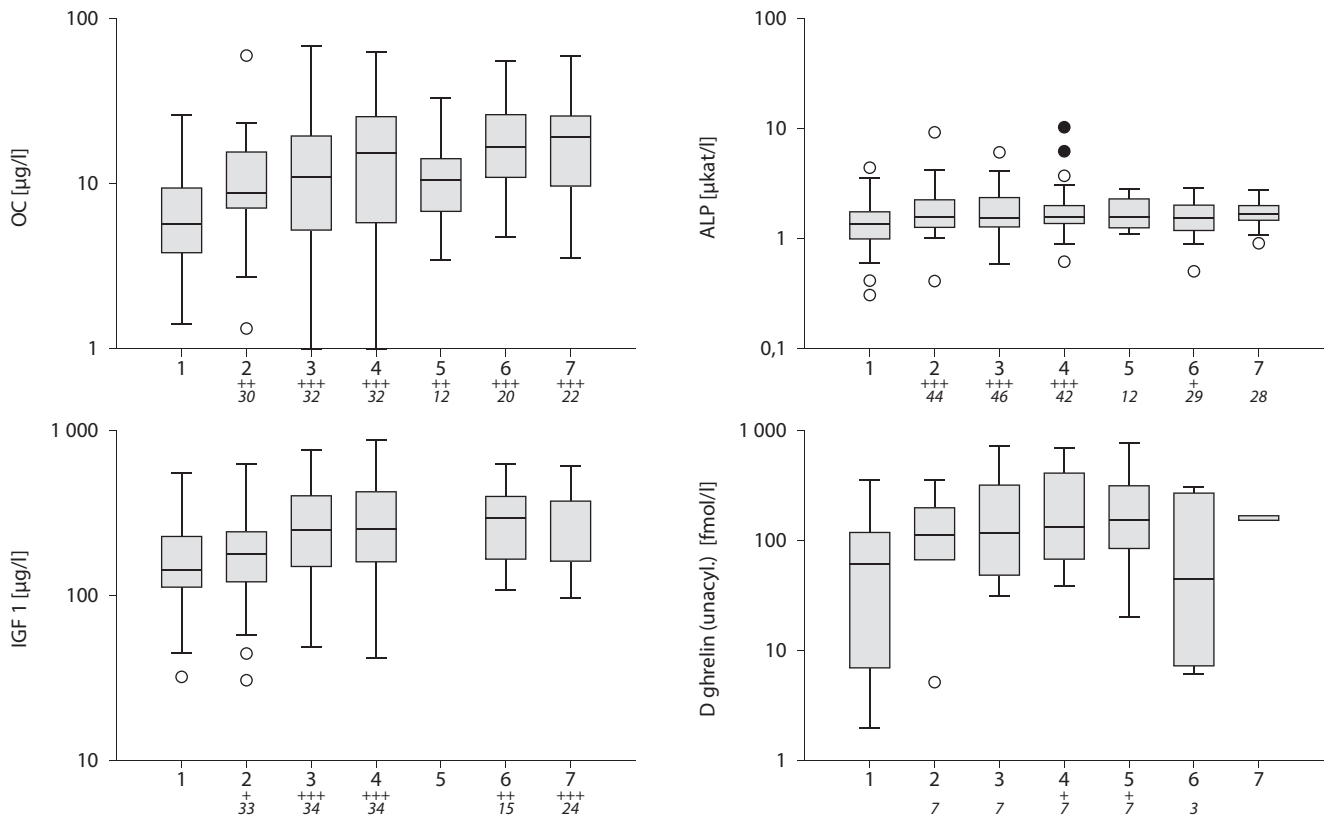 100
10
1
OC [µg/l]
1 2 3 4 5 6 7
++ +++ +++ ++ +++ +++
30 32 32 12 20 22
100
10
1
0,1
ALP [µkat/l]
1 2 3 4 5 6 7
+++ +++ +++ +
44 46 42 12 29 28
1 000
100
10
IGF 1 [µg/l]
1 2 3 4 5 6 7
+ +++ +++ ++ +++
33 34 34 15 24
1 000
100
10
1
D ghrelin (unacyl.) [fmol/l]
1 2 3 4 5 6 7
+ +
7 7 7 7 3